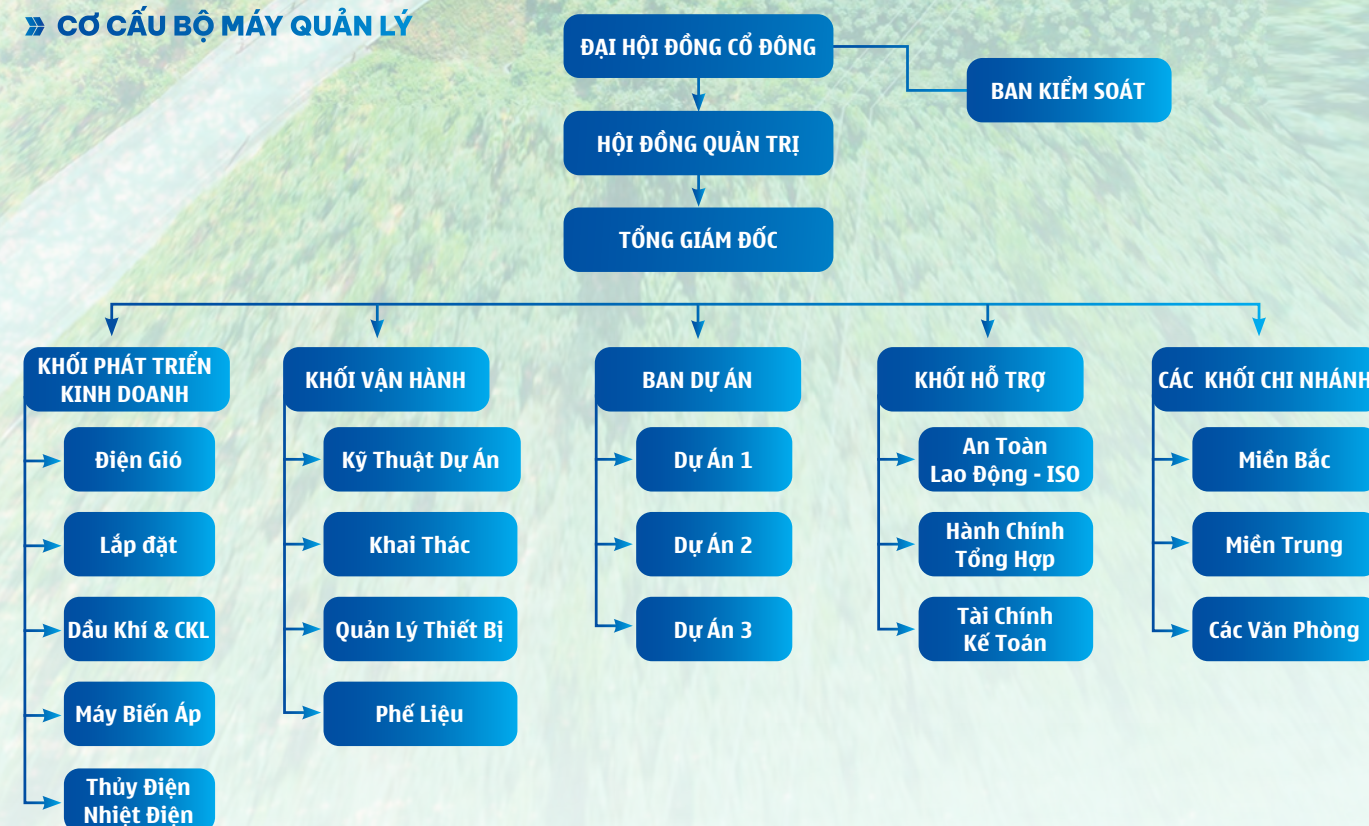 CƠ CẤU BỘ MÁY QUẢN LÝ
ĐẠI HỘI ĐỒNG CỔ ĐÔNG
BAN KIỂM SOÁT
HỘI ĐỒNG QUẢN TRỊ
TỔNG GIÁM ĐỐC
KHỐI PHÁT TRIỂN
KINH DOANH
Điện Gió
Lắp đặt
Dầu Khí & CKL
Máy Biến Áp
Thủy Điện
Nhiệt Điện
KHỐI VẬN HÀNH
Kỹ Thuật Dự Án
Khai Thác
Quản Lý Thiết Bị
Phế Liệu
BAN DỰ ÁN
Dự Án 1
Dự Án 2
Dự Án 3
KHỐI HỖ TRỢ
An Toàn
Lao Động - ISO
Hành Chính
Tổng Hợp
Tài Chính
Kế Toán
CÁC KHỐI CHI NHÁNH
Miền Bắc
Miền Trung
Các Văn Phòng